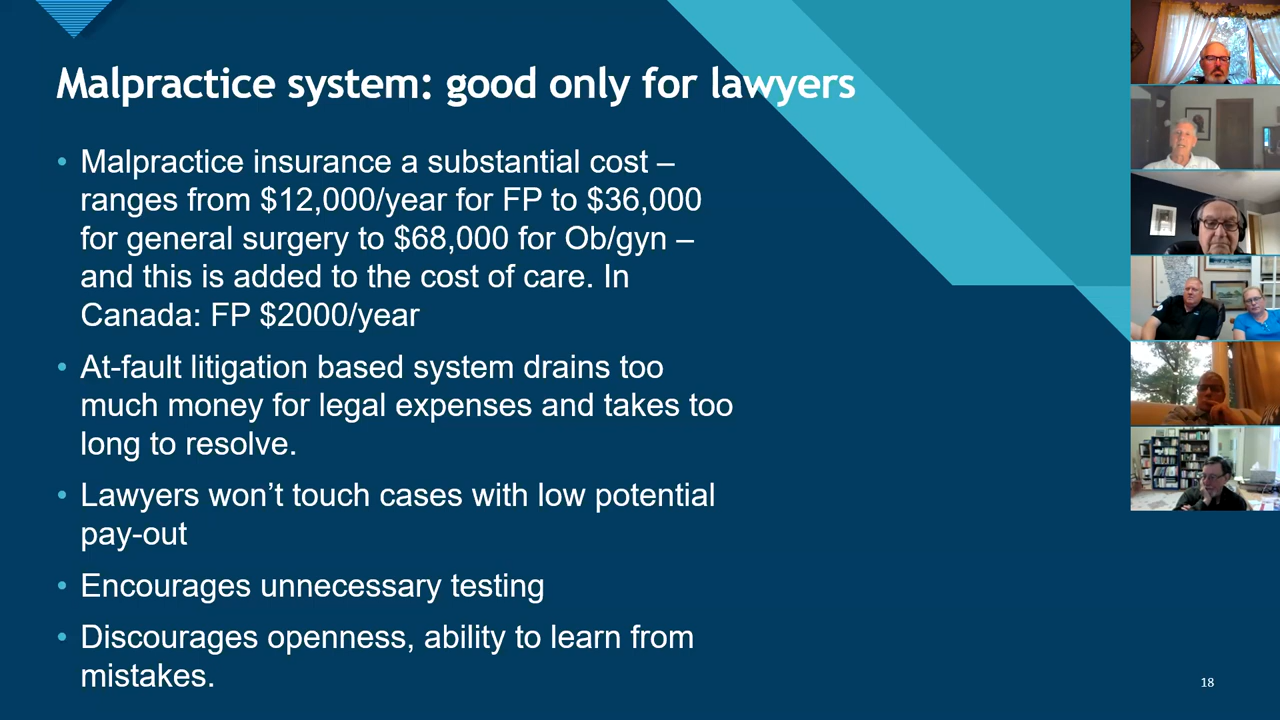 Malpractice system: good only for lawyers
• Malpractice insurance a substantial cost –
ranges from $12,000/year for FP to $36,000
for general surgery to $68,000 for Ob/gyn –
and this is added to the cost of care. In
Canada: FP $2000/year
• At-fault litigation based system drains too
much money for legal expenses and takes too
long to resolve.
• Lawyers won’t touch cases with low potential
pay-out
• Encourages unnecessary testing
• Discourages openness, ability to learn from
mistakes.
18